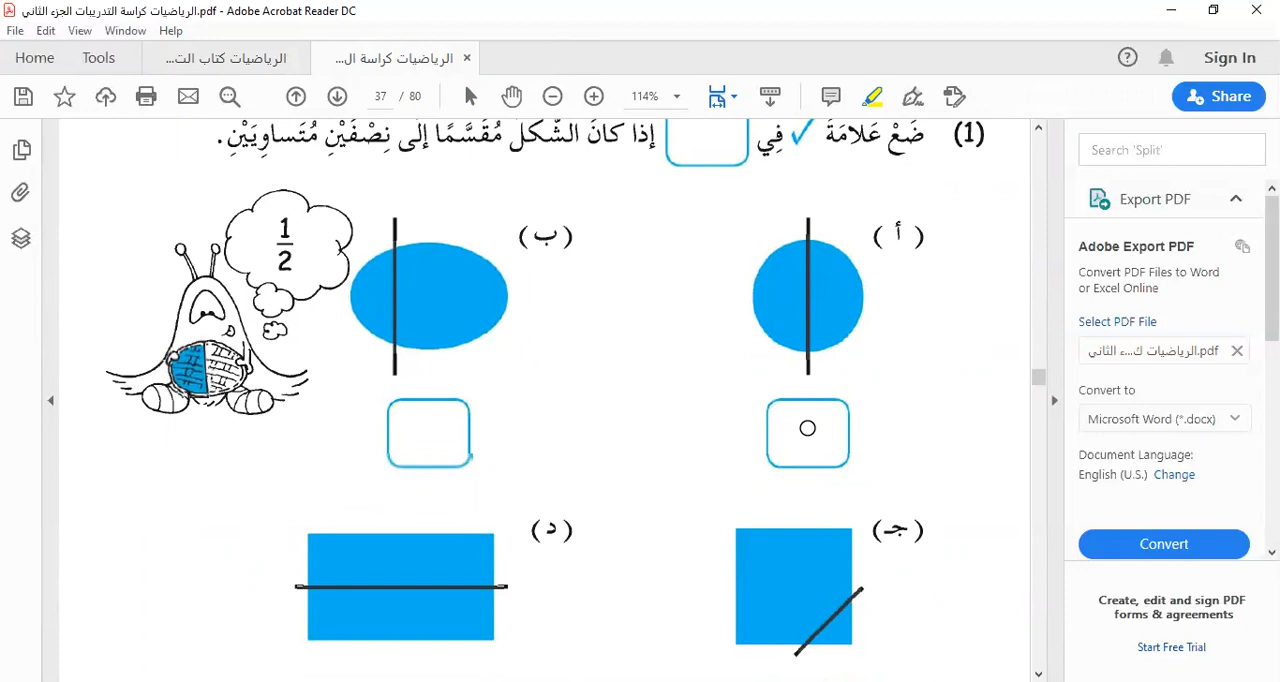 الرياضيات كراسة التدريبات الجزء الثاني.pdf - Adobe Acrobat Reader DC
File Edit View Window Help
Home Tools الرياضيات كتاب الت... الرياضيات كراسة ال... ×
Sign In
37 / 80
114%
Share
(1) ضَعْ عَلامَةَ ✓ فِي إذا كانَ الشَّكْلُ مُقَسَّمًا إلَى نِصْفَيْنِ مُتَساوِيَيْنِ .
1
2
( أ )
( ب )
( جـ )
( د )
Search 'Split'
Export PDF
Adobe Export PDF
Convert PDF Files to Word
or Excel Online
Select PDF File
الرياضيات ك...ء الثاني.pdf
Convert to
Microsoft Word (*.docx)
Document Language:
English (U.S.) Change
Convert
Create, edit and sign PDF
forms & agreements
Start Free Trial